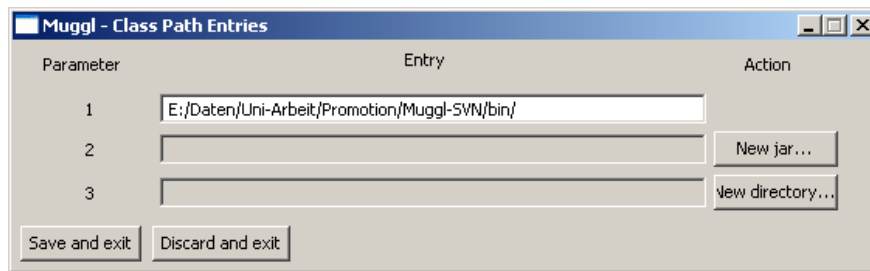 Muggl - Class Path Entries
Parameter Entry Action
1 E:/Daten/Uni-Arbeit/Promotion/Muggl-SVN/bin/
2 New jar...
3 New directory...
Save and exit Discard and exit